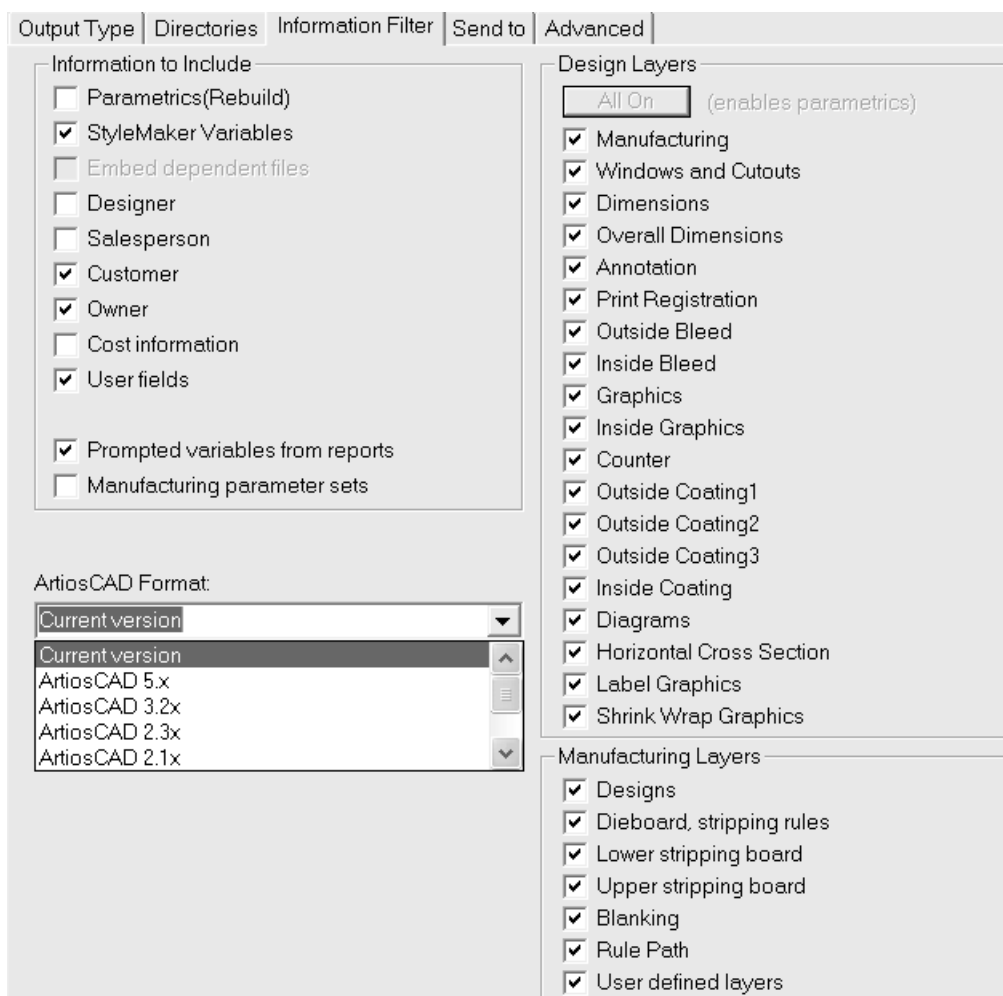 Output Type Directories Information Filter Send to Advanced
Information to Include
Parametrics(Rebuild)
StyleMaker Variables
Embed dependent files
Designer
Salesperson
Customer
Owner
Cost information
User fields
Prompted variables from reports
Manufacturing parameter sets
ArtiosCAD Format:
Current version
Current version
ArtiosCAD 5.x
ArtiosCAD 3.2x
ArtiosCAD 2.3x
ArtiosCAD 2.1x
Design Layers
All On (enables parametrics)
Manufacturing
Windows and Cutouts
Dimensions
Overall Dimensions
Annotation
Print Registration
Outside Bleed
Inside Bleed
Graphics
Inside Graphics
Counter
Outside Coating1
Outside Coating2
Outside Coating3
Inside Coating
Diagrams
Horizontal Cross Section
Label Graphics
Shrink Wrap Graphics
Manufacturing Layers
Designs
Dieboard, stripping rules
Lower stripping board
Upper stripping board
Blanking
Rule Path
User defined layers